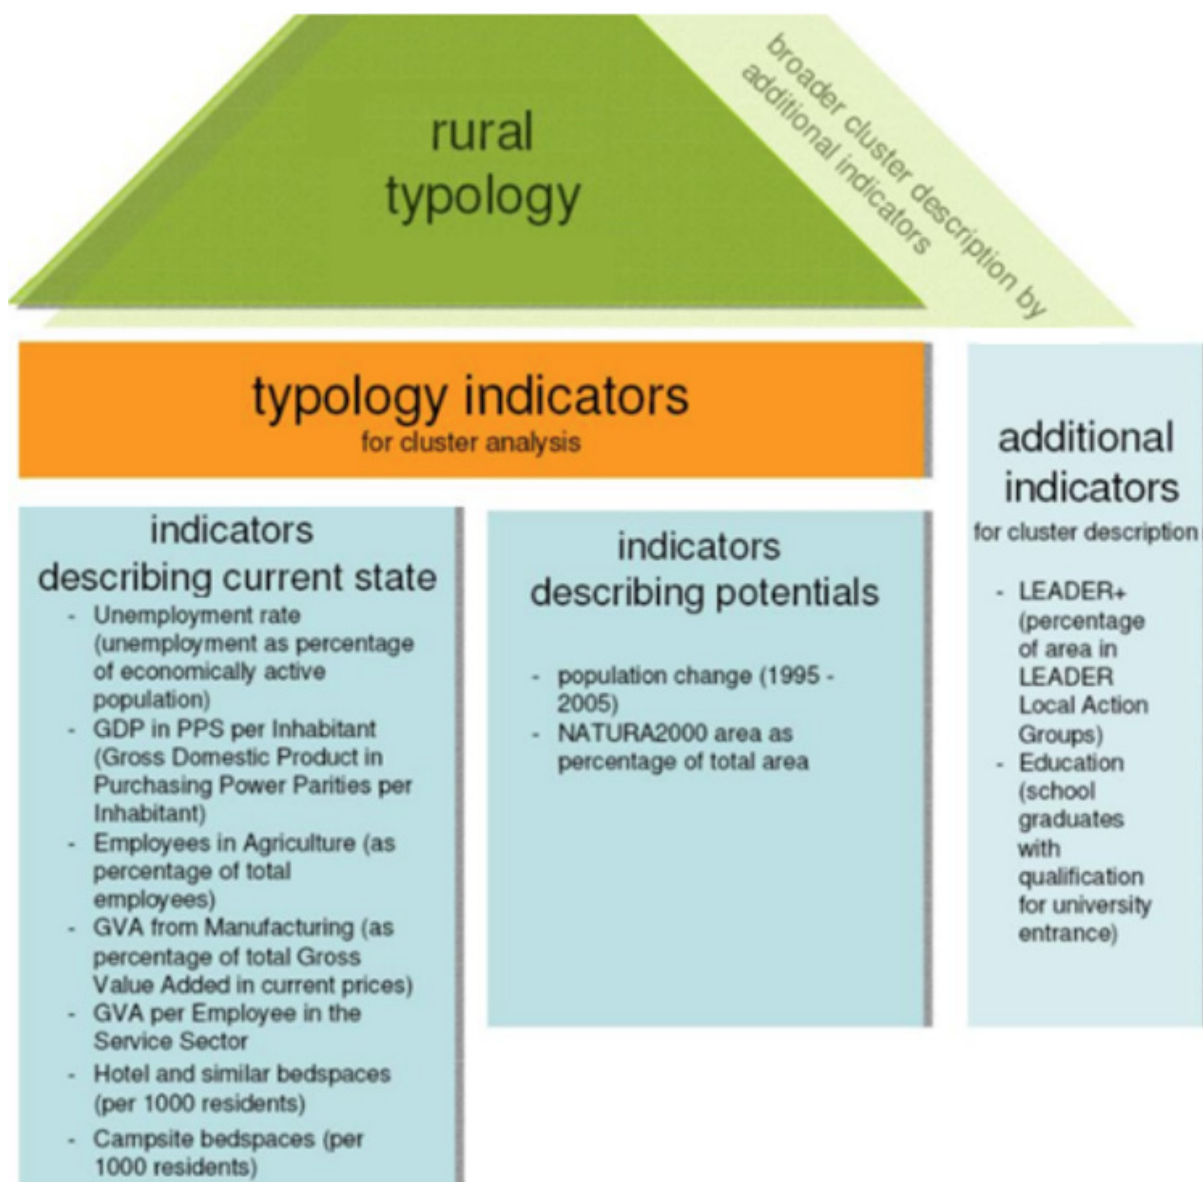 rural
typology
broader cluster description by
additional indicators
typology indicators
for cluster analysis
indicators
describing current state
- Unemployment rate
(unemployment as percentage
of economically active
population)
- GDP in PPS per Inhabitant
(Gross Domestic Product in
Purchasing Power Parities per
Inhabitant)
- Employees in Agriculture (as
percentage of total
employees)
- GVA from Manufacturing (as
percentage of total Gross
Value Added in current prices)
- GVA per Employee in the
Service Sector
- Hotel and similar bedspaces
(per 1000 residents)
- Campsite bedspaces (per
1000 residents)
indicators
describing potentials
- population change (1995 -
2005)
- NATURA2000 area as
percentage of total area
additional
indicators
for cluster description
- LEADER+
(percentage
of area in
LEADER
Local Action
Groups)
- Education
(school
graduates
with
qualification
for university
entrance)